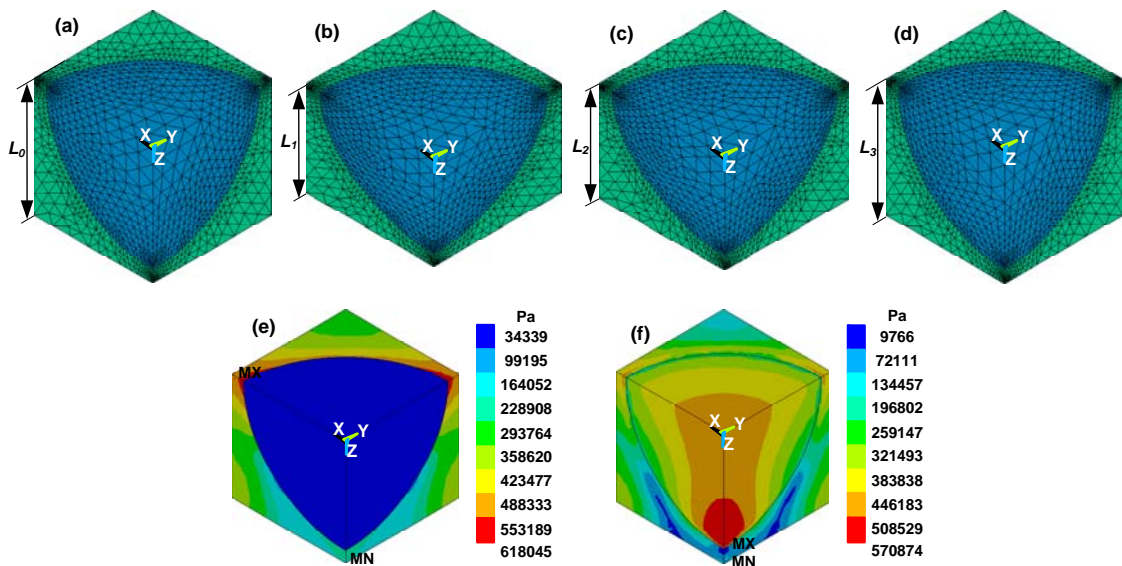 (a)
(b)
(c)
(d)
L0
L1
L2
L3
X Y
Z
X Y
Z
X Y
Z
X Y
Z
(e)
MX
X Y
Z
MN
Pa
34339
99195
164052
228908
293764
358620
423477
488333
553189
618045
(f)
X Y
Z
MX
MN
Pa
9766
72111
134457
196802
259147
321493
383838
446183
508529
570874